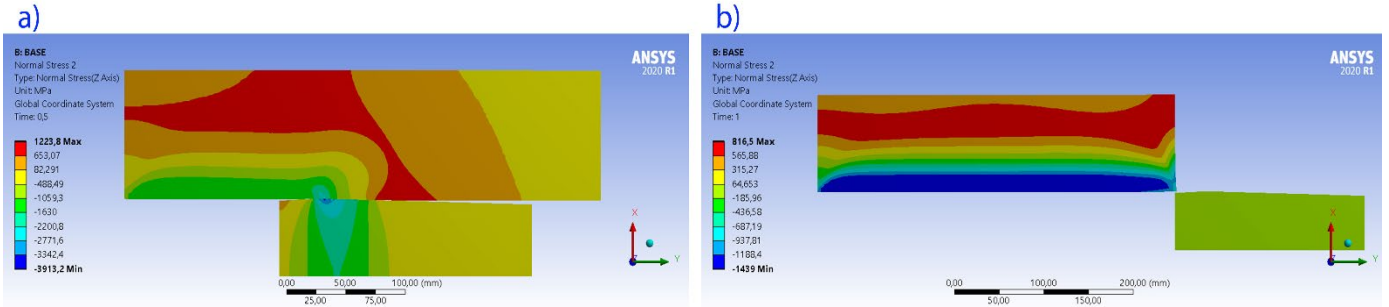 a)
B: BASE
Normal Stress 2
Type: Normal Stress(Z Axis)
Unit: MPa
Global Coordinate System
Time: 0,5
ANSYS
2020 R1
1223,8 Max
653,07
82,291
-488,49
-1059,3
-1630
-2200,8
-2771,6
-3342,4
-3913,2 Min
0,00 50,00 100,00 (mm)
25,00 75,00
X
Y
b)
B: BASE
Normal Stress 2
Type: Normal Stress(Z Axis)
Unit: MPa
Global Coordinate System
Time: 1
ANSYS
2020 R1
816,5 Max
565,88
315,27
64,653
-185,96
-436,58
-687,19
-937,81
-1188,4
-1439 Min
0,00 100,00 200,00 (mm)
50,00 150,00
X
Y